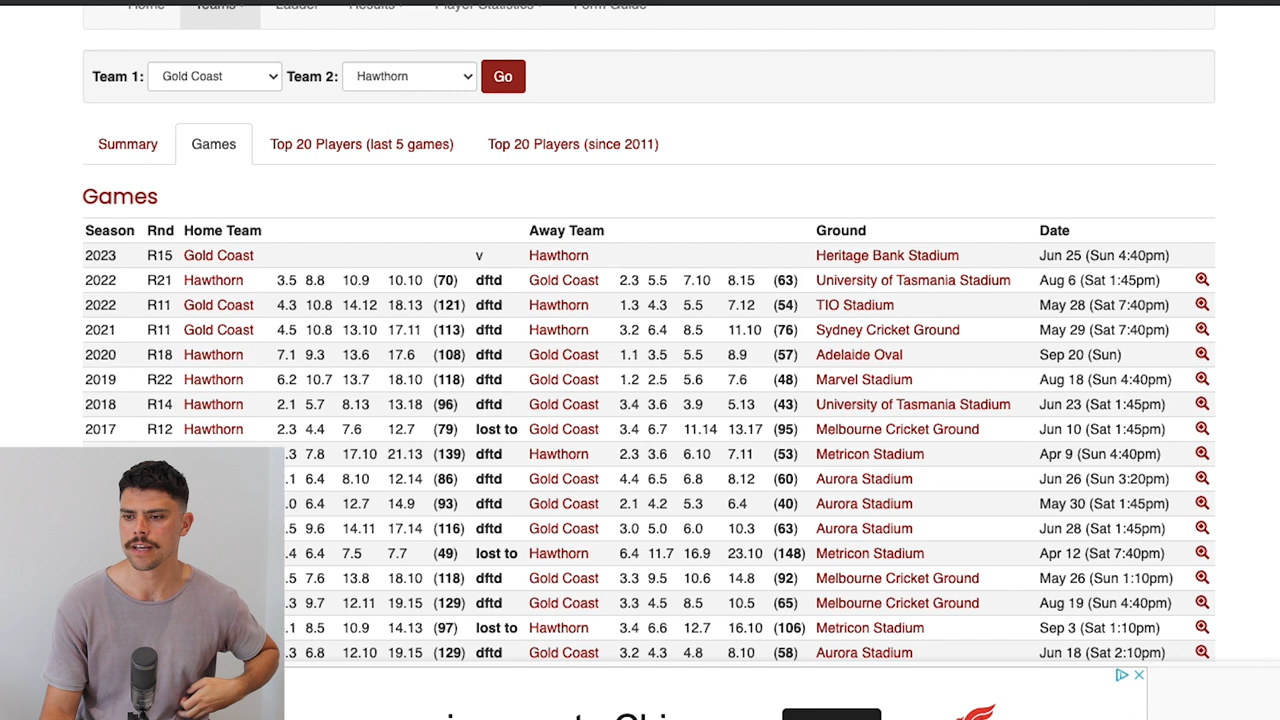 Home Teams Ladder Results Player Statistics Form Guide
Team 1: Gold Coast Team 2: Hawthorn Go
Summary Games Top 20 Players (last 5 games) Top 20 Players (since 2011)
Games
Season Rnd Home Team Away Team Ground Date
2023 R15 Gold Coast v Hawthorn Heritage Bank Stadium Jun 25 (Sun 4:40pm)
2022 R21 Hawthorn 3.5 8.8 10.9 10.10 (70) dftd Gold Coast 2.3 5.5 7.10 8.15 (63) University of Tasmania Stadium Aug 6 (Sat 1:45pm)
2022 R11 Gold Coast 4.3 10.8 14.12 18.13 (121) dftd Hawthorn 1.3 4.3 5.5 7.12 (54) TIO Stadium May 28 (Sat 7:40pm)
2021 R11 Gold Coast 4.5 10.8 13.10 17.11 (113) dftd Hawthorn 3.2 6.4 8.5 11.10 (76) Sydney Cricket Ground May 29 (Sat 7:40pm)
2020 R18 Hawthorn 7.1 9.3 13.6 17.6 (108) dftd Gold Coast 1.1 3.5 5.5 8.9 (57) Adelaide Oval Sep 20 (Sun)
2019 R22 Hawthorn 6.2 10.7 13.7 18.10 (118) dftd Gold Coast 1.2 2.5 5.6 7.6 (48) Marvel Stadium Aug 18 (Sun 4:40pm)
2018 R14 Hawthorn 2.1 5.7 8.13 13.18 (96) dftd Gold Coast 3.4 3.6 3.9 5.13 (43) University of Tasmania Stadium Jun 23 (Sat 1:45pm)
2017 R12 Hawthorn 2.3 4.4 7.6 12.7 (79) lost to Gold Coast 3.4 6.7 11.14 13.17 (95) Melbourne Cricket Ground Jun 10 (Sat 1:45pm)
.3 7.8 17.10 21.13 (139) dftd Hawthorn 2.3 3.6 6.10 7.11 (53) Metricon Stadium Apr 9 (Sun 4:40pm)
.1 6.4 8.10 12.14 (86) dftd Gold Coast 4.4 6.5 6.8 8.12 (60) Aurora Stadium Jun 26 (Sun 3:20pm)
.0 6.4 12.7 14.9 (93) dftd Gold Coast 2.1 4.2 5.3 6.4 (40) Aurora Stadium May 30 (Sat 1:45pm)
.5 9.6 14.11 17.14 (116) dftd Gold Coast 3.0 5.0 6.0 10.3 (63) Aurora Stadium Jun 28 (Sat 1:45pm)
.4 6.4 7.5 7.7 (49) lost to Hawthorn 6.4 11.7 16.9 23.10 (148) Metricon Stadium Apr 12 (Sat 7:40pm)
.5 7.6 13.8 18.10 (118) dftd Gold Coast 3.3 9.5 10.6 14.8 (92) Melbourne Cricket Ground May 26 (Sun 1:10pm)
.3 9.7 12.11 19.15 (129) dftd Gold Coast 3.3 4.5 8.5 10.5 (65) Melbourne Cricket Ground Aug 19 (Sun 4:40pm)
.1 8.5 10.9 14.13 (97) lost to Hawthorn 3.4 6.6 12.7 16.10 (106) Metricon Stadium Sep 3 (Sat 1:10pm)
.3 6.8 12.10 19.15 (129) dftd Gold Coast 3.2 4.3 4.8 8.10 (58) Aurora Stadium Jun 18 (Sat 2:10pm)